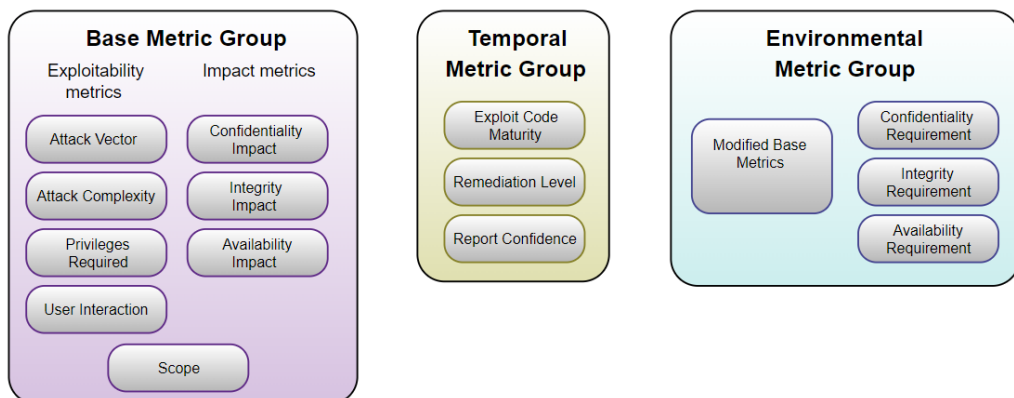 Base Metric Group
Exploitability
metrics
Impact metrics
Attack Vector
Attack Complexity
Privileges
Required
User Interaction
Confidentiality
Impact
Integrity
Impact
Availability
Impact
Scope
Temporal
Metric Group
Exploit Code
Maturity
Remediation Level
Report Confidence
Environmental
Metric Group
Modified Base
Metrics
Confidentiality
Requirement
Integrity
Requirement
Availability
Requirement